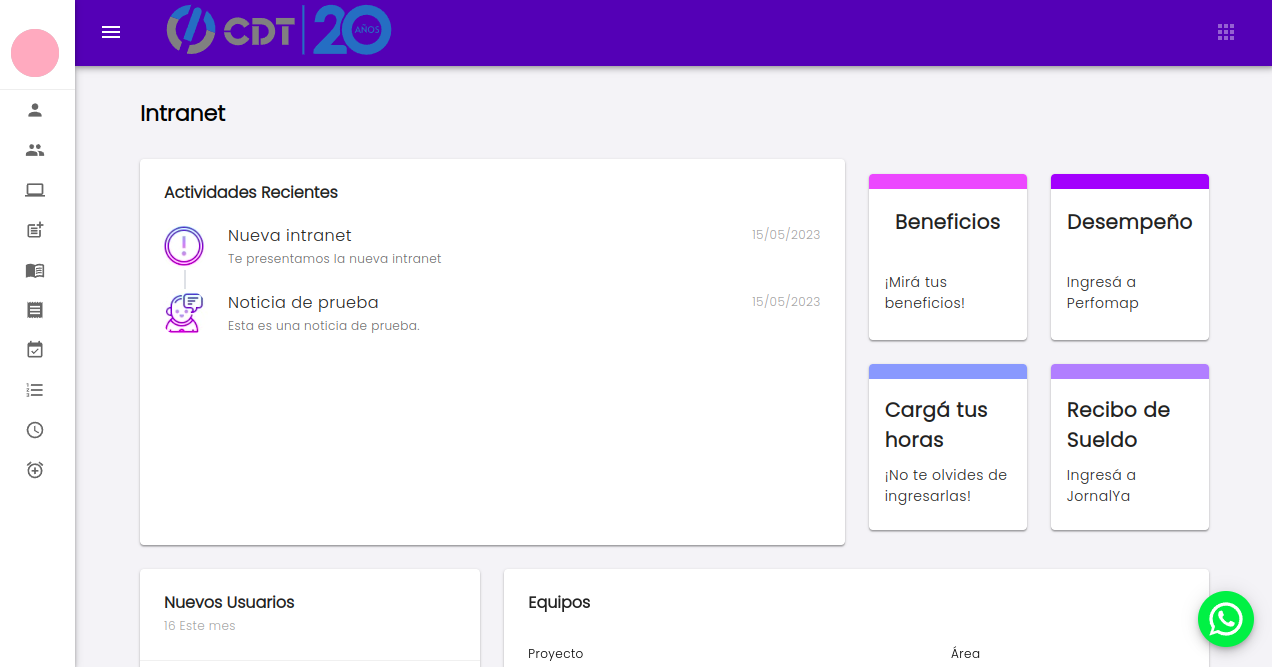 CDT 20 AÑOS
Intranet
Actividades Recientes
Nueva intranet
15/05/2023
Te presentamos la nueva intranet
Noticia de prueba
15/05/2023
Esta es una noticia de prueba.
Beneficios
¡Mirá tus
beneficios!
Desempeño
Ingresá a
Perfomap
Cargá tus
horas
¡No te olvides de
ingresarlas!
Recibo de
Sueldo
Ingresá a
JornalYa
Nuevos Usuarios
16 Este mes
Equipos
Proyecto
Área